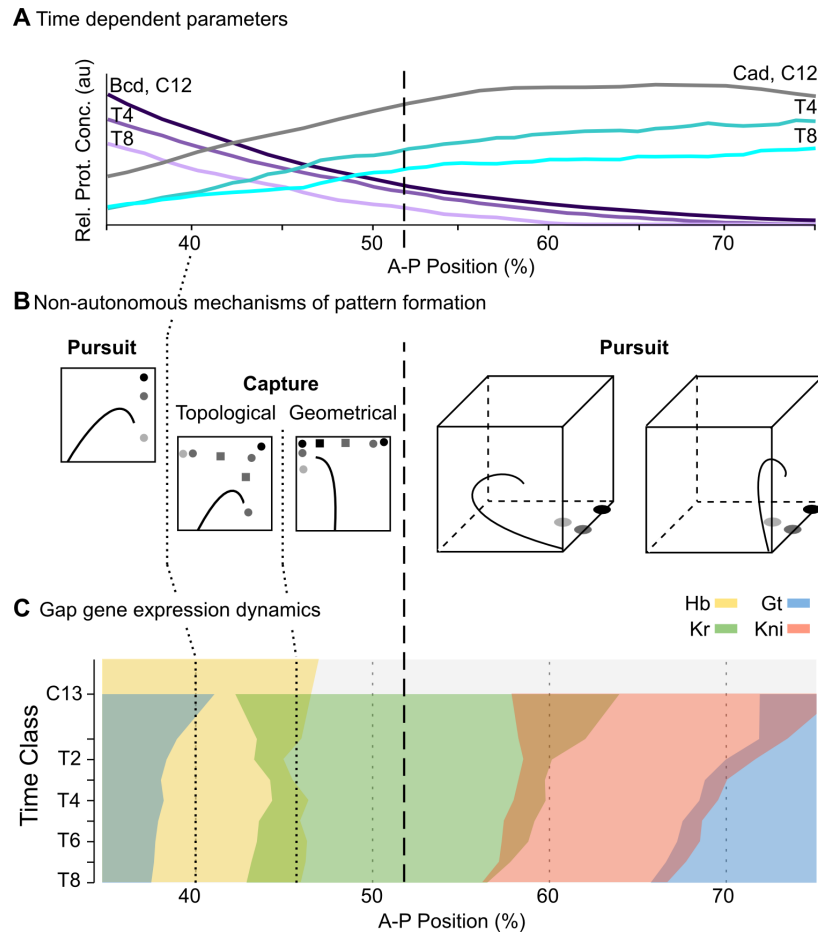 A Time dependent parameters
Rel. Prot. Conc. (au)
Bcd, C12
T4
T8
Cad, C12
T4
T8
40 50 60 70
A-P Position (%)
B Non-autonomous mechanisms of pattern formation
Pursuit
Capture
Topological Geometrical
Pursuit
C Gap gene expression dynamics
Hb Gt
Kr Kni
Time Class
C13
T2
T4
T6
T8
40 50 60 70
A-P Position (%)